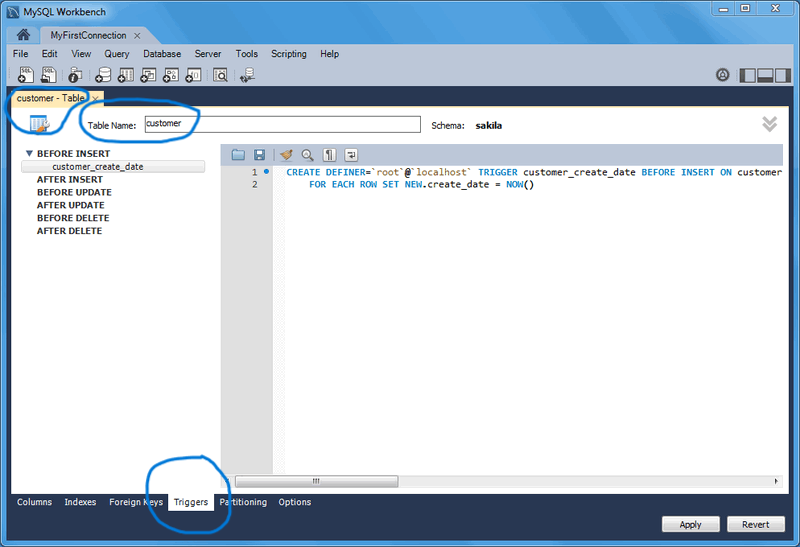 MySQL Workbench
MyFirstConnection
File Edit View Query Database Server Tools Scripting Help
customer - Table
Table Name: customer Schema: sakila
BEFORE INSERT
customer_create_date
AFTER INSERT
BEFORE UPDATE
AFTER UPDATE
BEFORE DELETE
AFTER DELETE
1 CREATE DEFINER=`root`@`localhost` TRIGGER customer_create_date BEFORE INSERT ON customer
2 FOR EACH ROW SET NEW.create_date = NOW()
Columns Indexes Foreign Keys Triggers Partitioning Options
Apply Revert